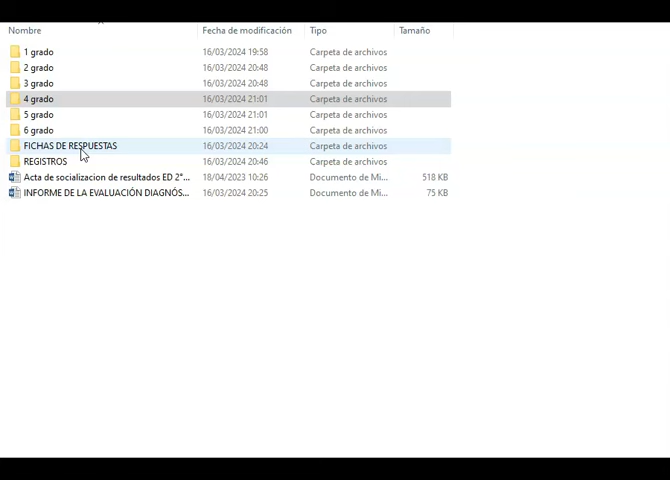 Nombre Fecha de modificación Tipo Tamaño
1 grado 16/03/2024 19:58 Carpeta de archivos
2 grado 16/03/2024 20:48 Carpeta de archivos
3 grado 16/03/2024 20:48 Carpeta de archivos
4 grado 16/03/2024 21:01 Carpeta de archivos
5 grado 16/03/2024 21:01 Carpeta de archivos
6 grado 16/03/2024 21:00 Carpeta de archivos
FICHAS DE RESPUESTAS 16/03/2024 20:24 Carpeta de archivos
REGISTROS 16/03/2024 20:46 Carpeta de archivos
Acta de socializacion de resultados ED 2°... 18/04/2023 10:26 Documento de Mi... 518 KB
INFORME DE LA EVALUACIÓN DIAGNÓS... 16/03/2024 20:25 Documento de Mi... 75 KB